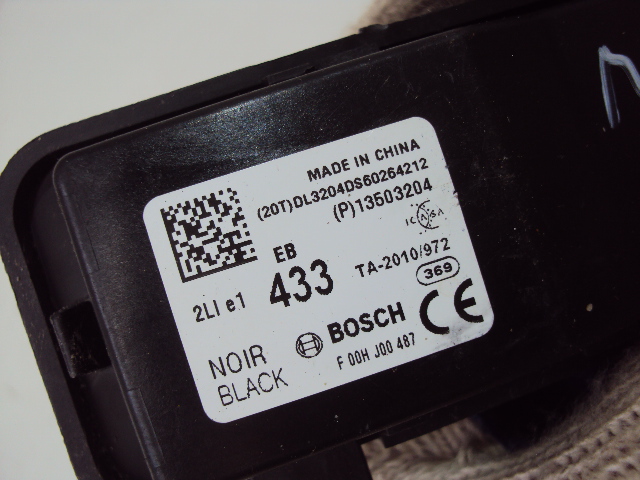 MADE IN CHINA
(20T)DL3204DS60264212
(P)13503204
ICASA
EB
433
TA-2010/972
369
2LI e1
BOSCH
CE
NOIR
BLACK
F 00H J00 487